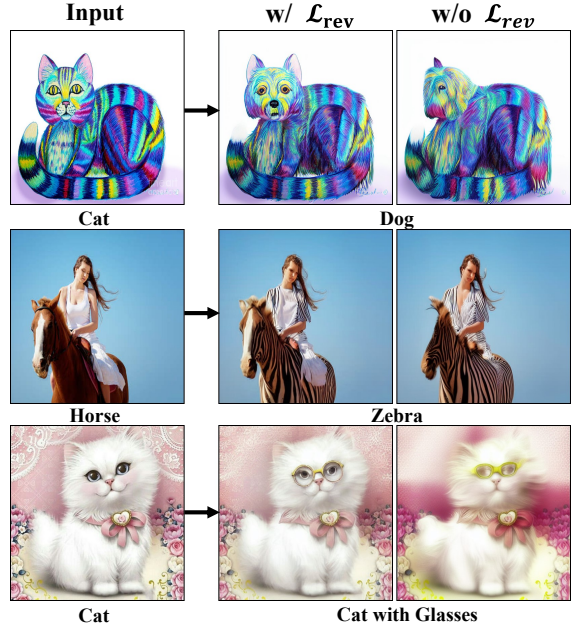 Input w/ ℒrev w/o ℒrev
Cat Dog
Horse Zebra
Cat Cat with Glasses